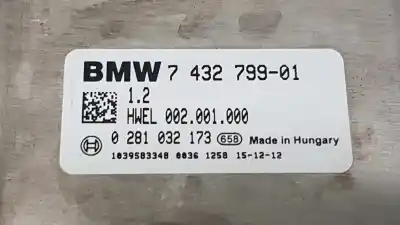 BMW 7 432 799-01
1.2
HWEL 002.001.000
0 281 032 173 658 Made in Hungary
1039S83348 0036 1258 15-12-12